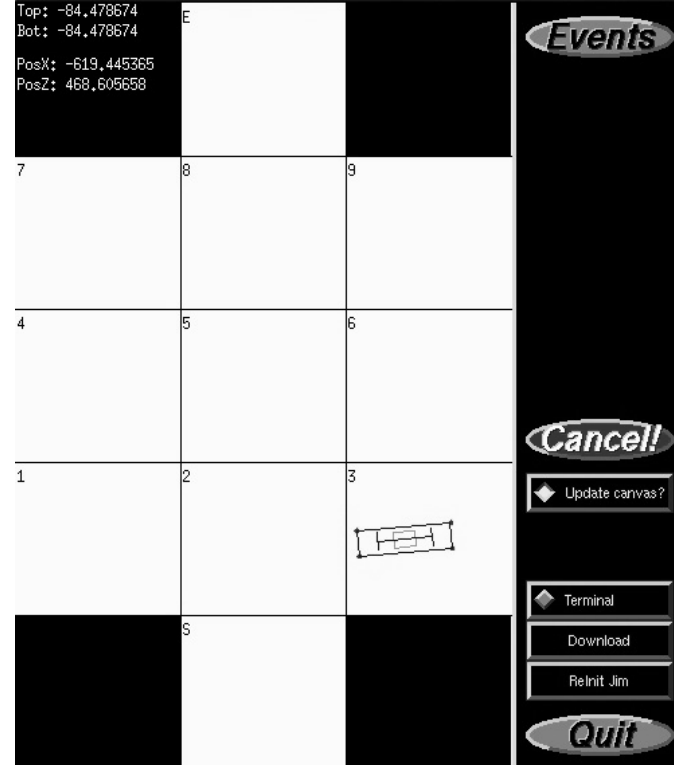 Top: -84.478674
Bot: -84.478674
PosX: -619.445365
PosZ: 468.605658
E
Events
7
8
9
4
5
6
Cancel!
Update canvas?
1
2
3
Terminal
Download
ReInit Jim
S
Quit